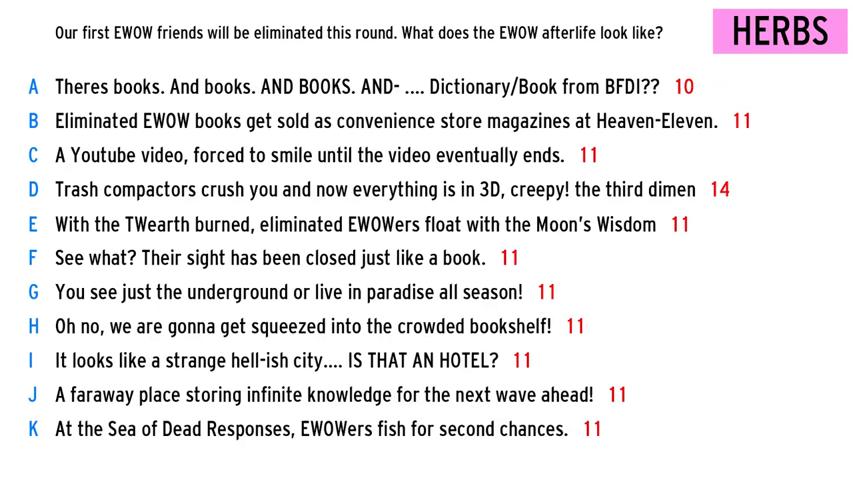 Our first EWOW friends will be eliminated this round. What does the EWOW afterlife look like?
HERBS
A Theres books. And books. AND BOOKS. AND- .... Dictionary/Book from BFDI?? 10
B Eliminated EWOW books get sold as convenience store magazines at Heaven-Eleven. 11
C A Youtube video, forced to smile until the video eventually ends. 11
D Trash compactors crush you and now everything is in 3D, creepy! the third dimen 14
E With the TWearth burned, eliminated EWOWers float with the Moon's Wisdom 11
F See what? Their sight has been closed just like a book. 11
G You see just the underground or live in paradise all season! 11
H Oh no, we are gonna get squeezed into the crowded bookshelf! 11
I It looks like a strange hell-ish city.... IS THAT AN HOTEL? 11
J A faraway place storing infinite knowledge for the next wave ahead! 11
K At the Sea of Dead Responses, EWOWers fish for second chances. 11